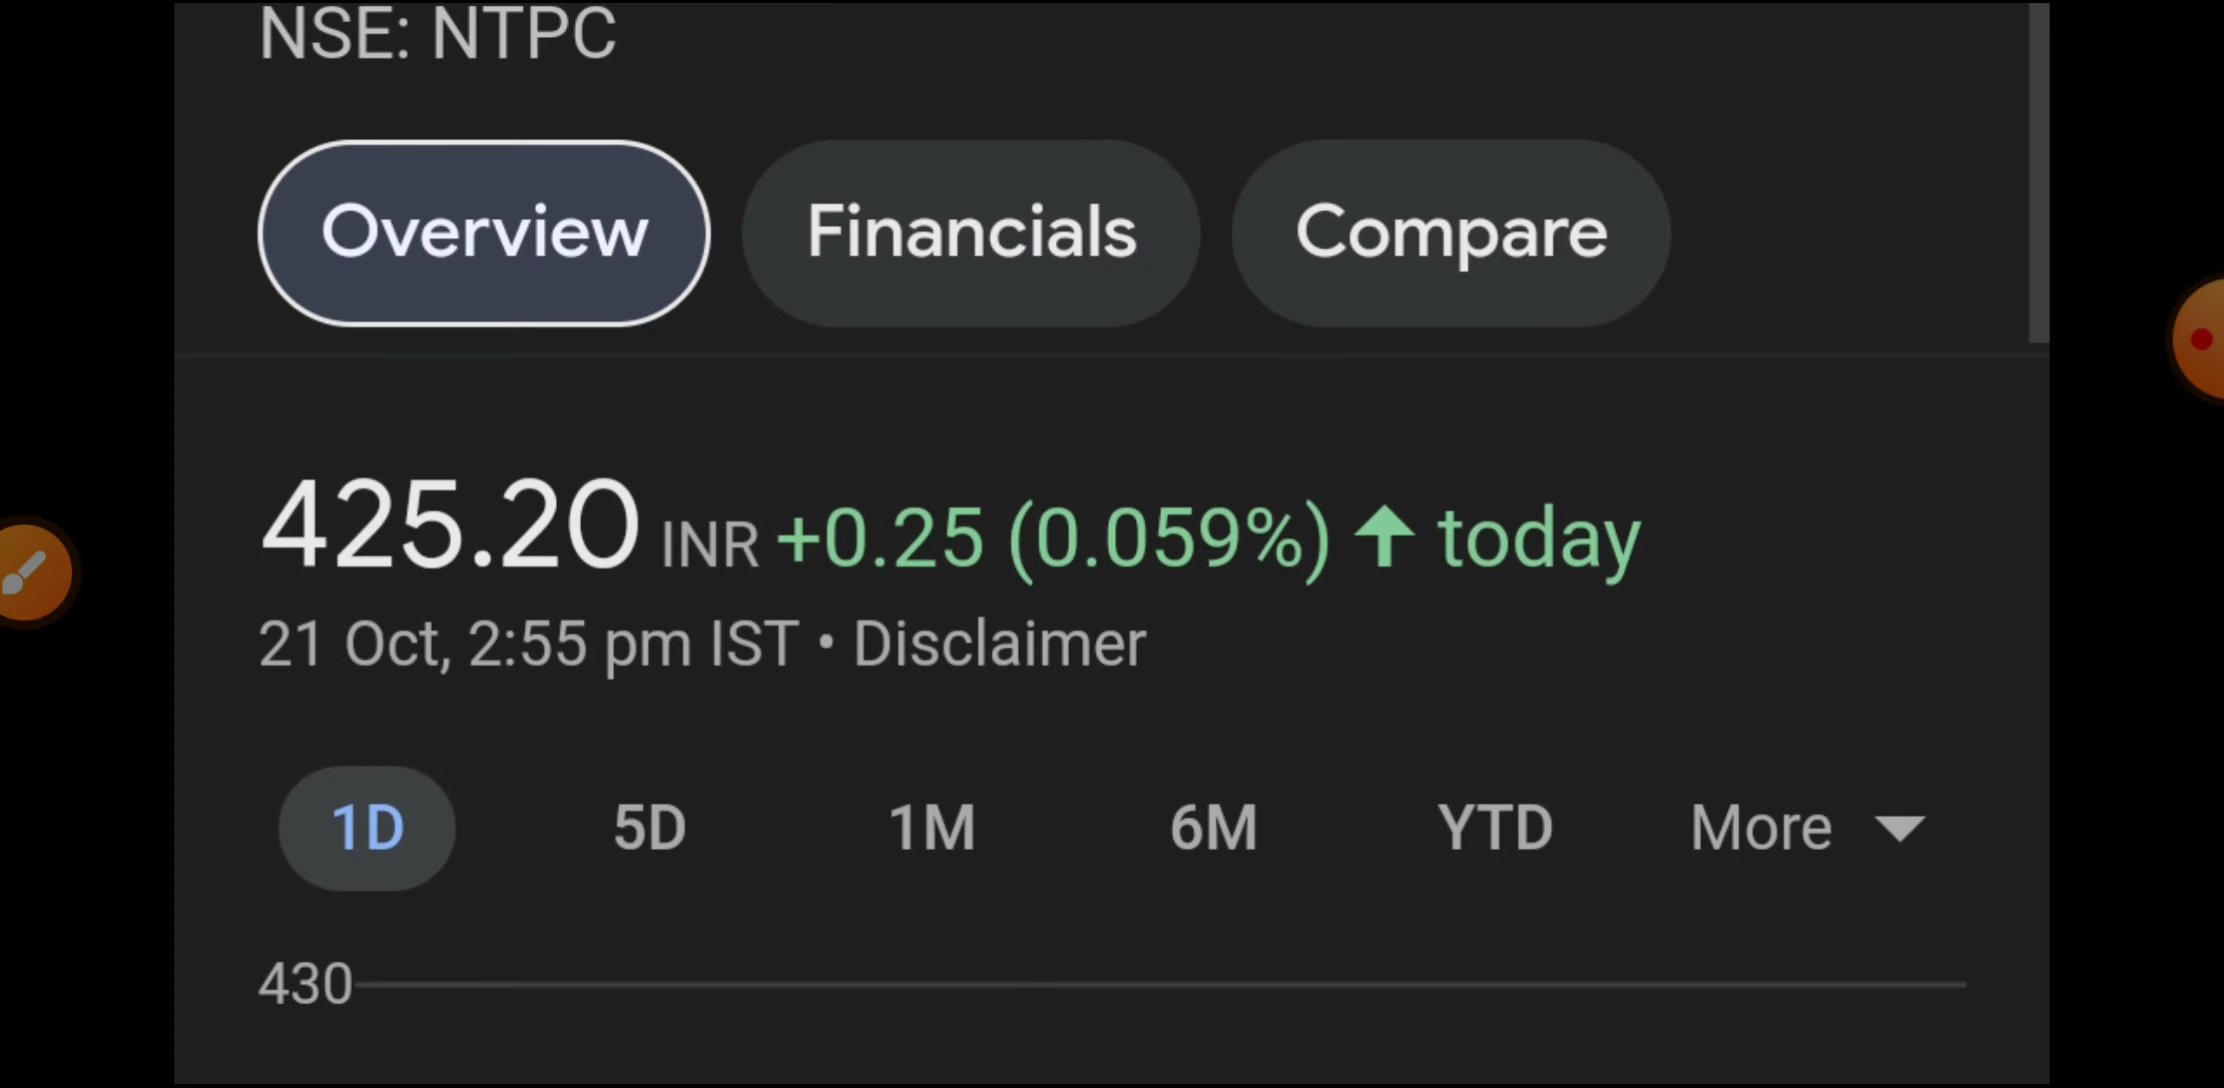 NSE: NTPC
Overview Financials Compare
425.20 INR +0.25 (0.059%) ↑ today
21 Oct, 2:55 pm IST • Disclaimer
1D 5D 1M 6M YTD More
430